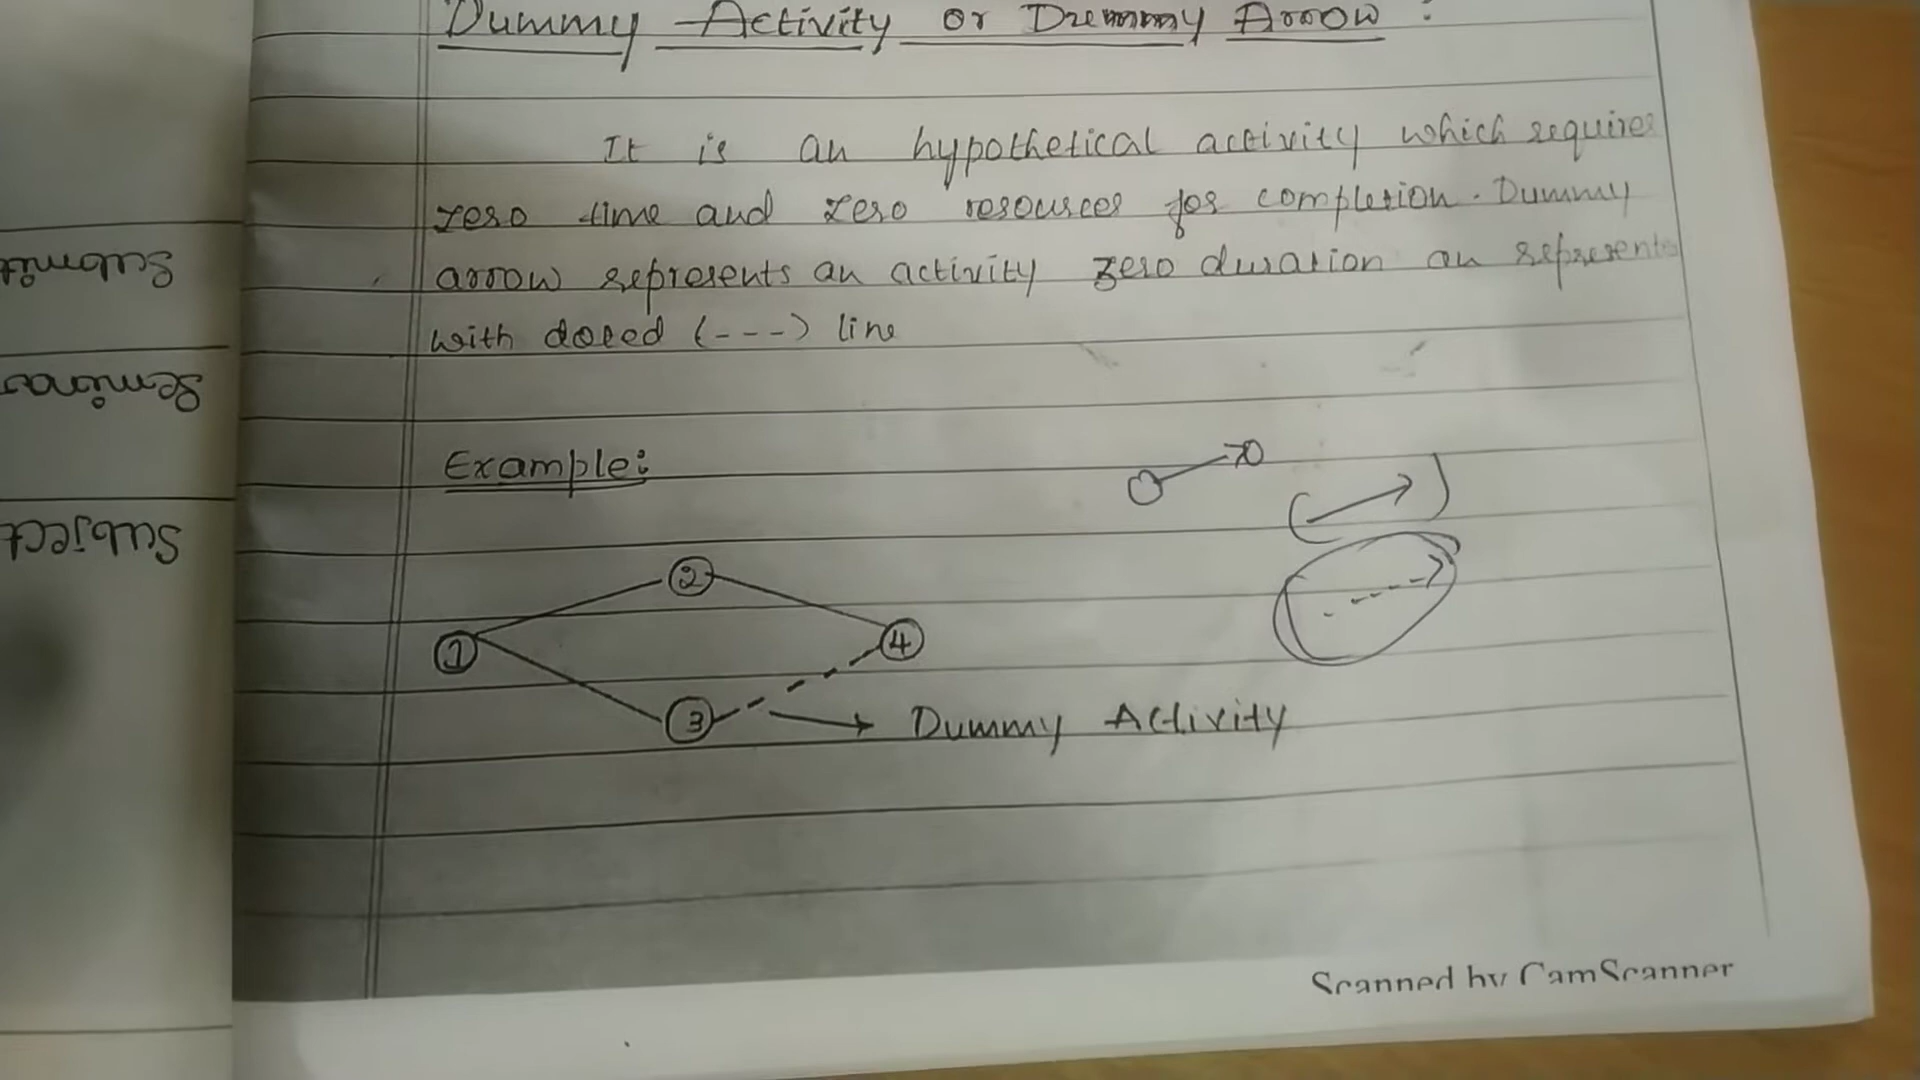 Dummy Activity or Dummy Arrow :
It is an hypothetical activity which requires
zero time and zero resources for completion. Dummy
arrow represents an activity zero duration an represents
with doted (---) line
Example:
2
1
4
3
Dummy Activity
Scanned by CamScanner
Submit
Seminar
Subject